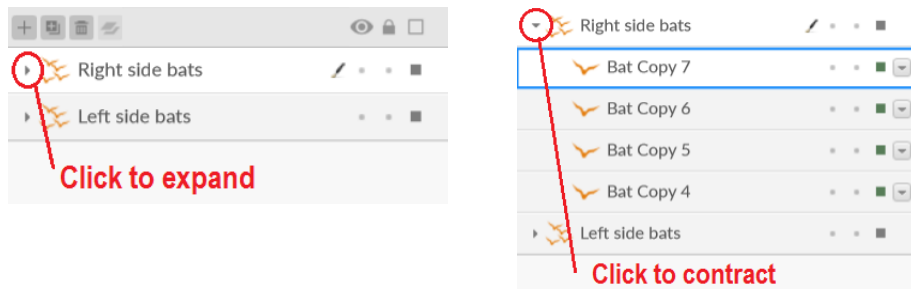 Right side bats
Left side bats
Click to expand
Right side bats
Bat Copy 7
Bat Copy 6
Bat Copy 5
Bat Copy 4
Left side bats
Click to contract